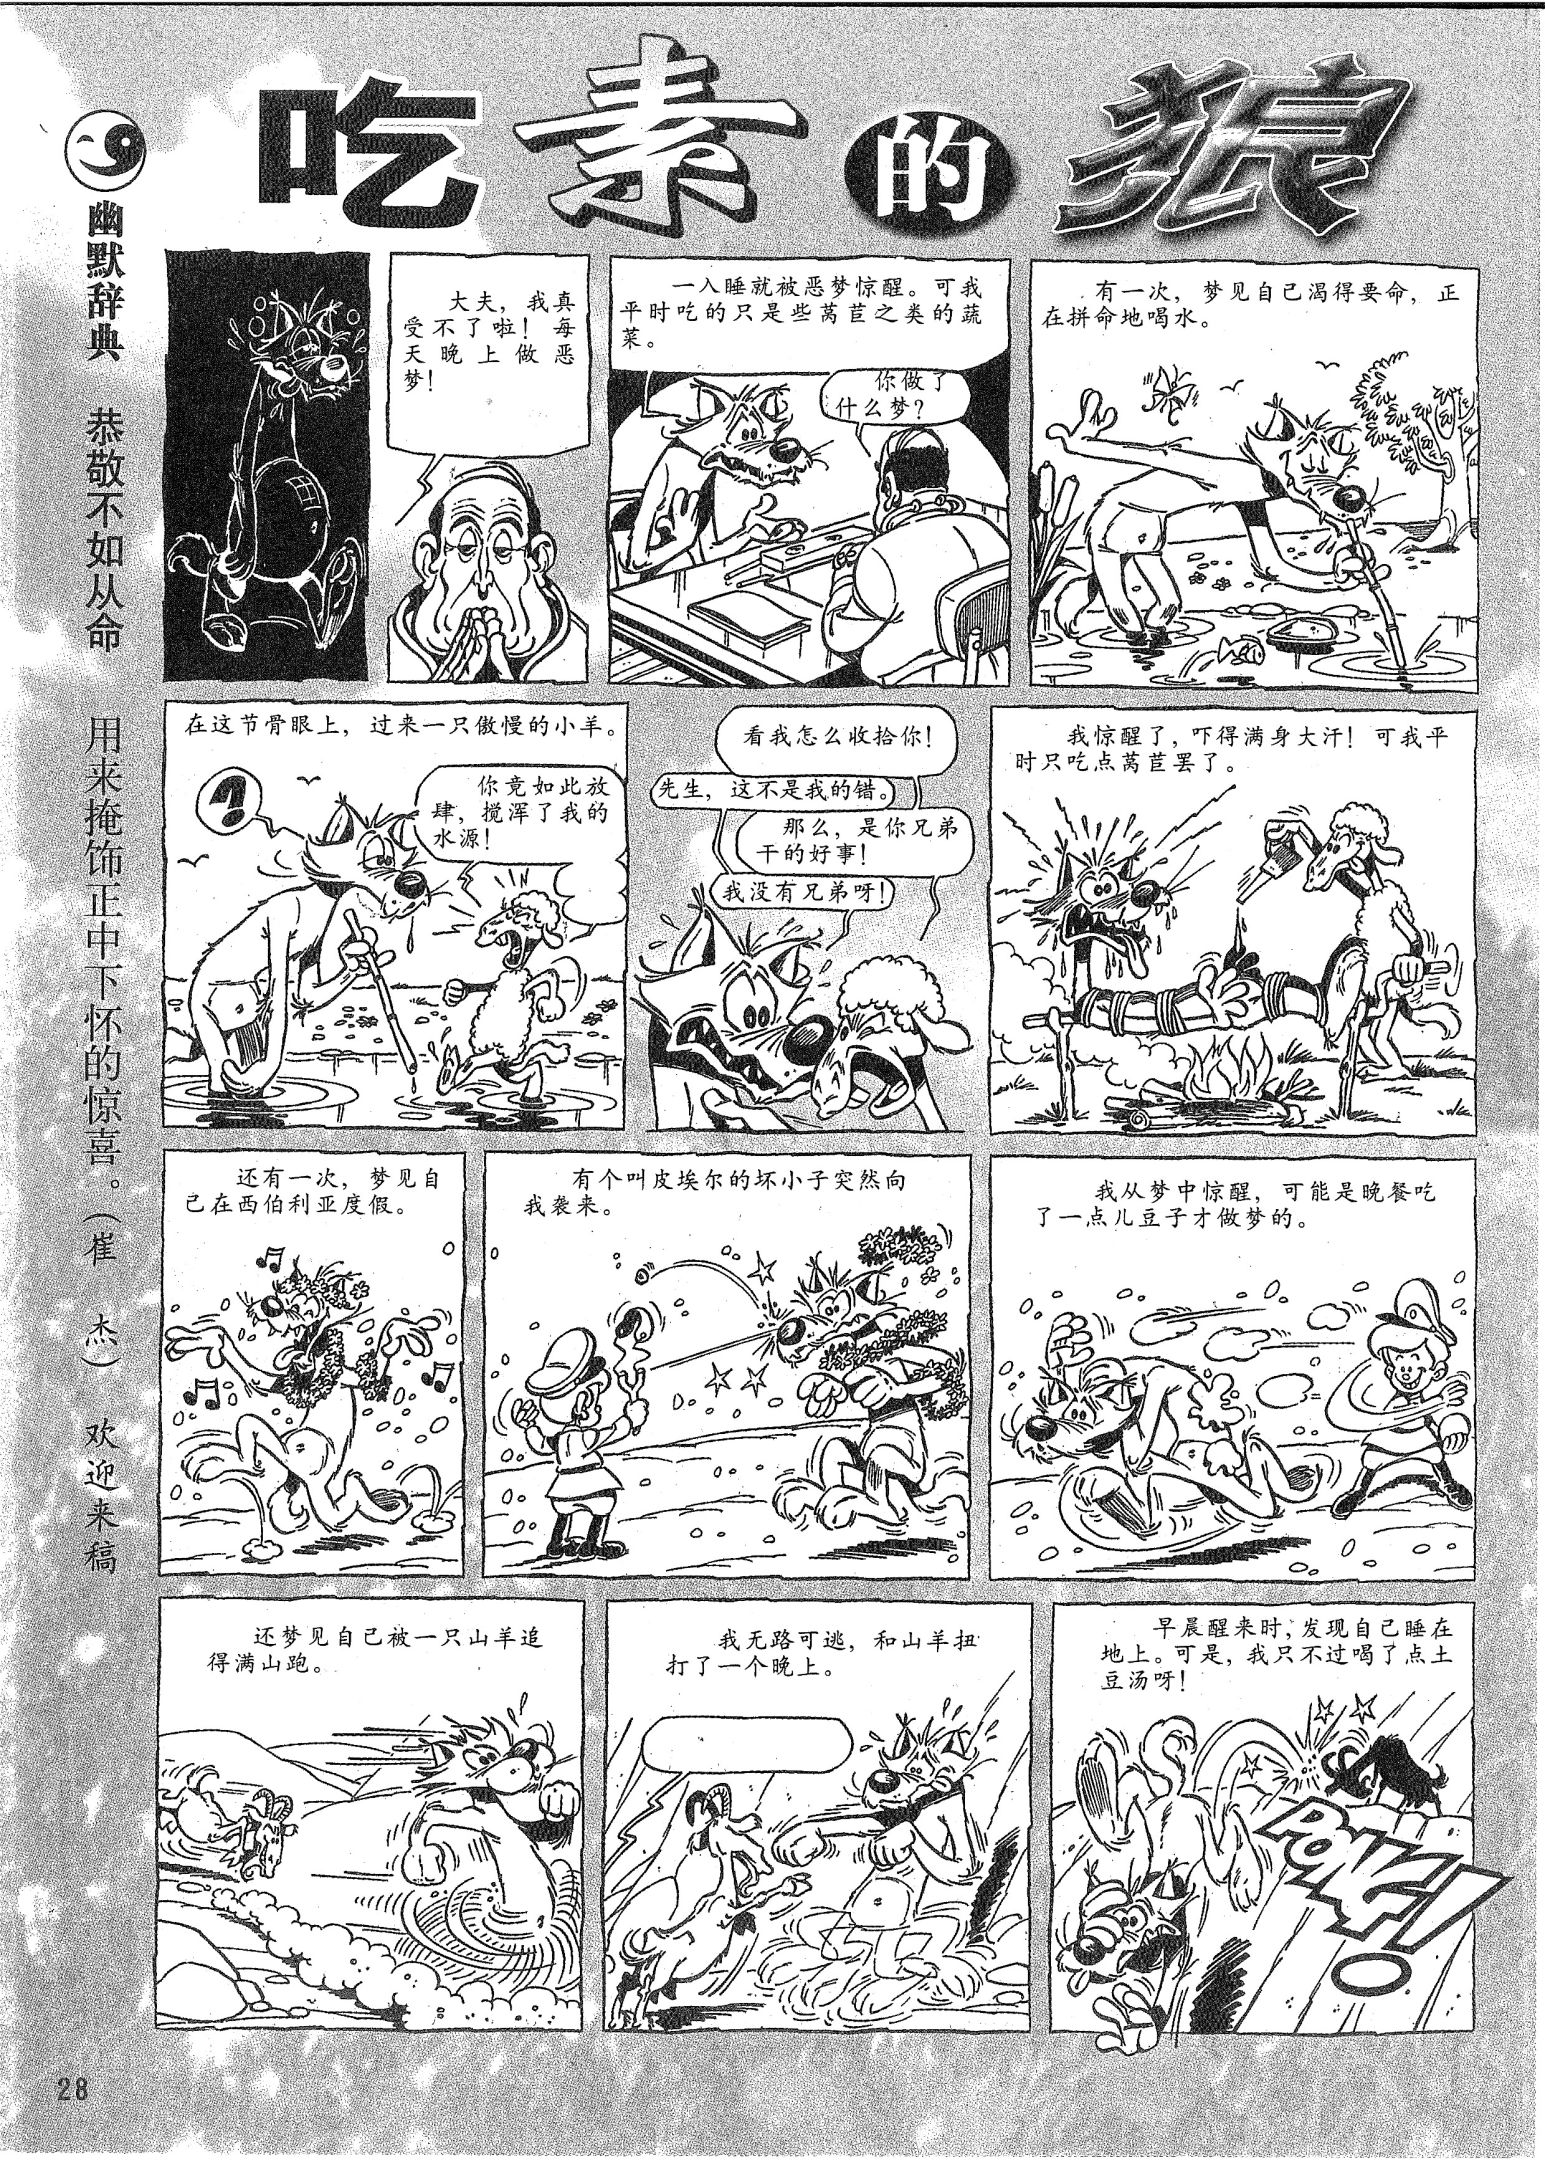 吃素的狼
幽默辞典 恭敬不如从命 用来掩饰正中下怀的惊喜。(崔 杰) 欢迎来稿
大夫，我真
受不了啦！每
天晚上做恶
梦！
一入睡就被恶梦惊醒。可我
平时吃的只是些莴苣之类的蔬
菜。
你做了
什么梦？
有一次，梦见自己渴得要命，正
在拼命地喝水。
在这节骨眼上，过来一只傲慢的小羊。
?
你竟如此放
肆，搅浑了我的
水源！
看我怎么收拾你！
先生，这不是我的错。
那么，是你兄弟
干的好事！
我没有兄弟呀！
我惊醒了，吓得满身大汗！可我平
时只吃点莴苣罢了。
还有一次，梦见自
己在西伯利亚度假。
有个叫皮埃尔的坏小子突然向
我袭来。
我从梦中惊醒，可能是晚餐吃
了一点儿豆子才做梦的。
还梦见自己被一只山羊追
得满山跑。
我无路可逃，和山羊扭
打了一个晚上。
早晨醒来时，发现自己睡在
地上。可是，我只不过喝了点土
豆汤呀！
POING!
28